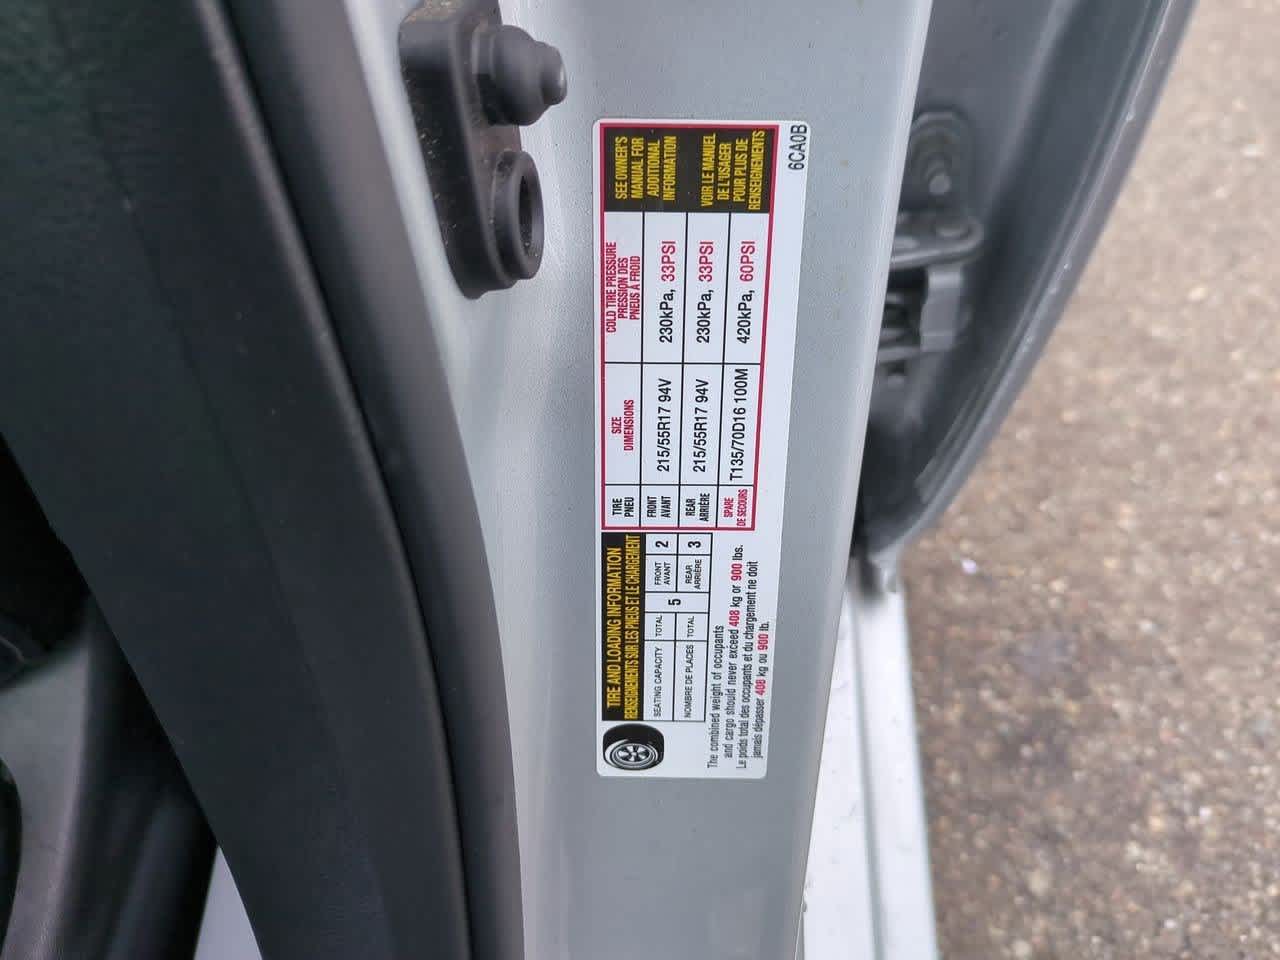 TIRE AND LOADING INFORMATION
RENSEIGNEMENTS SUR LES PNEUS ET LE CHARGEMENT
SEATING CAPACITY TOTAL 5 FRONT AVANT 2
NOMBRE DE PLACES TOTAL REAR ARRIÈRE 3
The combined weight of occupants
and cargo should never exceed 408 kg or 900 lbs.
Le poids total des occupants et du chargement ne doit
jamais dépasser 408 kg ou 900 lb.
TIRE
PNEU
SIZE
DIMENSIONS
COLD TIRE PRESSURE
PRESSION DES
PNEUS À FROID
FRONT
AVANT
215/55R17 94V
230kPa, 33PSI
REAR
ARRIÈRE
215/55R17 94V
230kPa, 33PSI
SPARE
DE SECOURS
T135/70D16 100M
420kPa, 60PSI
SEE OWNER'S
MANUAL FOR
ADDITIONAL
INFORMATION
VOIR LE MANUEL
DE L'USAGER
POUR PLUS DE
RENSEIGNEMENTS
6CA0B